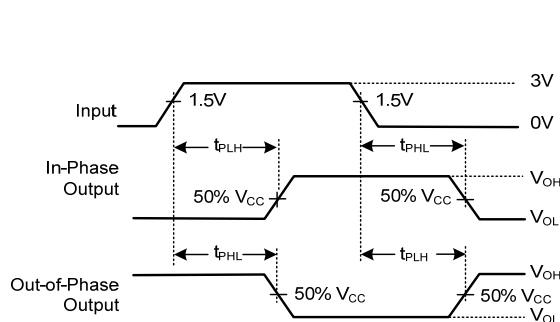 3V
Input
1.5V
1.5V
0V
tPLH
tPHL
In-Phase
Output
50% VCC
50% VCC
VOH
VOL
tPHL
tPLH
Out-of-Phase
Output
50% VCC
VOH
50% VCC
VOL